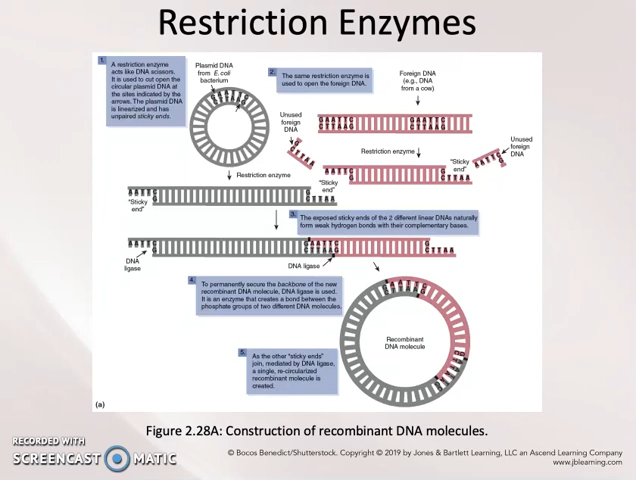 Restriction Enzymes
1.
A restriction enzyme
acts like DNA scissors.
It is used to cut open the
circular plasmid DNA at
the sites indicated by the
arrows. The plasmid DNA
is linearized and has
unpaired sticky ends.
Plasmid DNA
from E. coli
bacterium
2.
The same restriction enzyme is
used to open the foreign DNA.
Foreign DNA
(e.g., DNA
from a cow)
Unused
foreign
DNA
GAATTC
CTTAAG
GAATTC
CTTAAG
Restriction enzyme
Unused
foreign
DNA
"Sticky
end"
AATTC
G
G
CTTAA
Restriction enzyme
"Sticky
end"
AATTC
G
G
CTTAA
"Sticky
end"
3.
The exposed sticky ends of the 2 different linear DNAs naturally
form weak hydrogen bonds with their complementary bases.
AATTC
G
GAATTC
CTTAAG
G
CTTAA
DNA
ligase
DNA ligase
4.
To permanently secure the backbone of the new
recombinant DNA molecule, DNA ligase is used.
It is an enzyme that creates a bond between the
phosphate groups of two different DNA molecules.
Recombinant
DNA molecule
5.
As the other "sticky ends"
join, mediated by DNA ligase,
a single, re-circularized
recombinant molecule is
created.
(a)
Figure 2.28A: Construction of recombinant DNA molecules.
RECORDED WITH
SCREENCAST MATIC
© Bocos Benedict/Shutterstock. Copyright © 2019 by Jones & Bartlett Learning, LLC an Ascend Learning Company
www.jblearning.com